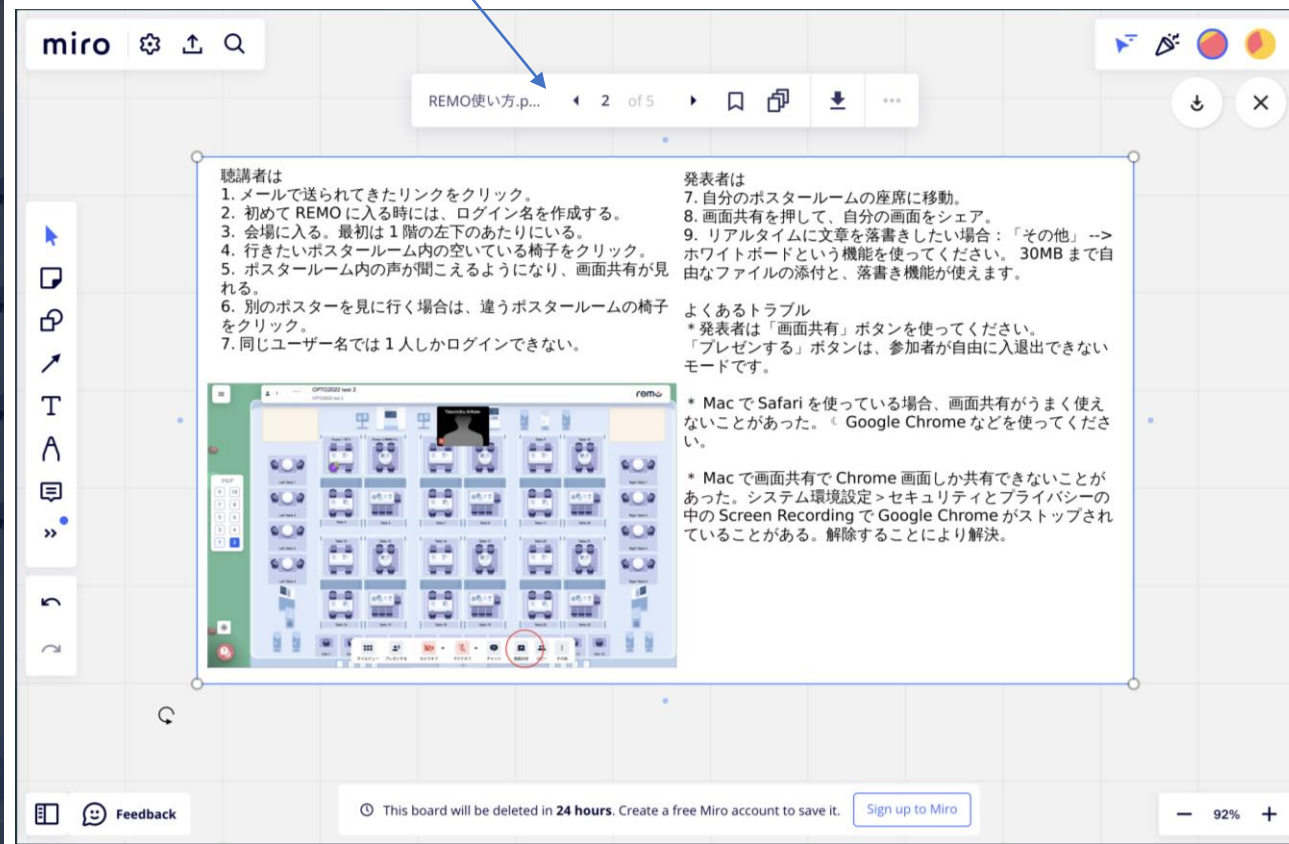 miro
REMO使い方.p...
2 of 5
聴講者は
1. メールで送られてきたリンクをクリック。
2. 初めて REMO に入る時には、ログイン名を作成する。
3. 会場に入る。最初は 1 階の左下のあたりにいる。
4. 行きたいポスタールーム内の空いている椅子をクリック。
5. ポスタールーム内の声が聞こえるようになり、画面共有が見
れる。
6. 別のポスターを見に行く場合は、違うポスタールームの椅子
をクリック。
7. 同じユーザー名では 1 人しかログインできない。
発表者は
7. 自分のポスタールームの座席に移動。
8. 画面共有を押して、自分の画面をシェア。
9. リアルタイムに文章を落書きしたい場合：「その他」 -->
ホワイトボードという機能を使ってください。 30MB まで自
由なファイルの添付と、落書き機能が使えます。
よくあるトラブル
* 発表者は「画面共有」ボタンを使ってください。
「プレゼンする」ボタンは、参加者が自由に入退出できない
モードです。
* Mac で Safari を使っている場合、画面共有がうまく使え
ないことがあった。 Google Chrome などを使ってくださ
い。
* Mac で画面共有で Chrome 画面しか共有できないことが
あった。システム環境設定＞セキュリティとプライバシーの
中の Screen Recording で Google Chrome がストップされ
ていることがある。解除することにより解決。
OPTO2022 test 2
remo
フロア
Feedback
This board will be deleted in 24 hours. Create a free Miro account to save it.
Sign up to Miro
92%